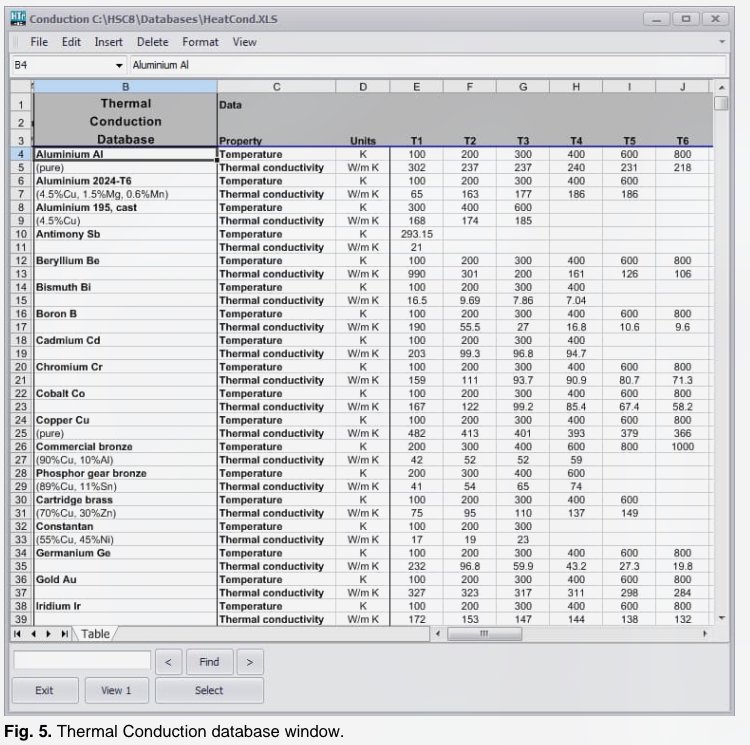 HTr
Conduction C:\HSC8\Databases\HeatCond.XLS
File Edit Insert Delete Format View
B4 Aluminium Al
B C D E F G H I J
1 Thermal Data
2 Conduction
3 Database Property Units T1 T2 T3 T4 T5 T6
4 Aluminium Al Temperature K 100 200 300 400 600 800
5 (pure) Thermal conductivity W/m K 302 237 237 240 231 218
6 Aluminium 2024-T6 Temperature K 100 200 300 400 600
7 (4.5%Cu, 1.5%Mg, 0.6%Mn) Thermal conductivity W/m K 65 163 177 186 186
8 Aluminium 195, cast Temperature K 300 400 600
9 (4.5%Cu) Thermal conductivity W/m K 168 174 185
10 Antimony Sb Temperature K 293.15
11 Thermal conductivity W/m K 21
12 Beryllium Be Temperature K 100 200 300 400 600 800
13 Thermal conductivity W/m K 990 301 200 161 126 106
14 Bismuth Bi Temperature K 100 200 300 400
15 Thermal conductivity W/m K 16.5 9.69 7.86 7.04
16 Boron B Temperature K 100 200 300 400 600 800
17 Thermal conductivity W/m K 190 55.5 27 16.8 10.6 9.6
18 Cadmium Cd Temperature K 100 200 300 400
19 Thermal conductivity W/m K 203 99.3 96.8 94.7
20 Chromium Cr Temperature K 100 200 300 400 600 800
21 Thermal conductivity W/m K 159 111 93.7 90.9 80.7 71.3
22 Cobalt Co Temperature K 100 200 300 400 600 800
23 Thermal conductivity W/m K 167 122 99.2 85.4 67.4 58.2
24 Copper Cu Temperature K 100 200 300 400 600 800
25 (pure) Thermal conductivity W/m K 482 413 401 393 379 366
26 Commercial bronze Temperature K 200 300 400 600 800 1000
27 (90%Cu, 10%Al) Thermal conductivity W/m K 42 52 52 59
28 Phosphor gear bronze Temperature K 200 300 400 600
29 (89%Cu, 11%Sn) Thermal conductivity W/m K 41 54 65 74
30 Cartridge brass Temperature K 100 200 300 400 600
31 (70%Cu, 30%Zn) Thermal conductivity W/m K 75 95 110 137 149
32 Constantan Temperature K 100 200 300
33 (55%Cu, 45%Ni) Thermal conductivity W/m K 17 19 23
34 Germanium Ge Temperature K 100 200 300 400 600 800
35 Thermal conductivity W/m K 232 96.8 59.9 43.2 27.3 19.8
36 Gold Au Temperature K 100 200 300 400 600 800
37 Thermal conductivity W/m K 327 323 317 311 298 284
38 Iridium Ir Temperature K 100 200 300 400 600 800
39 Thermal conductivity W/m K 172 153 147 144 138 132
Table
< Find >
Exit View 1 Select
Fig. 5. Thermal Conduction database window.